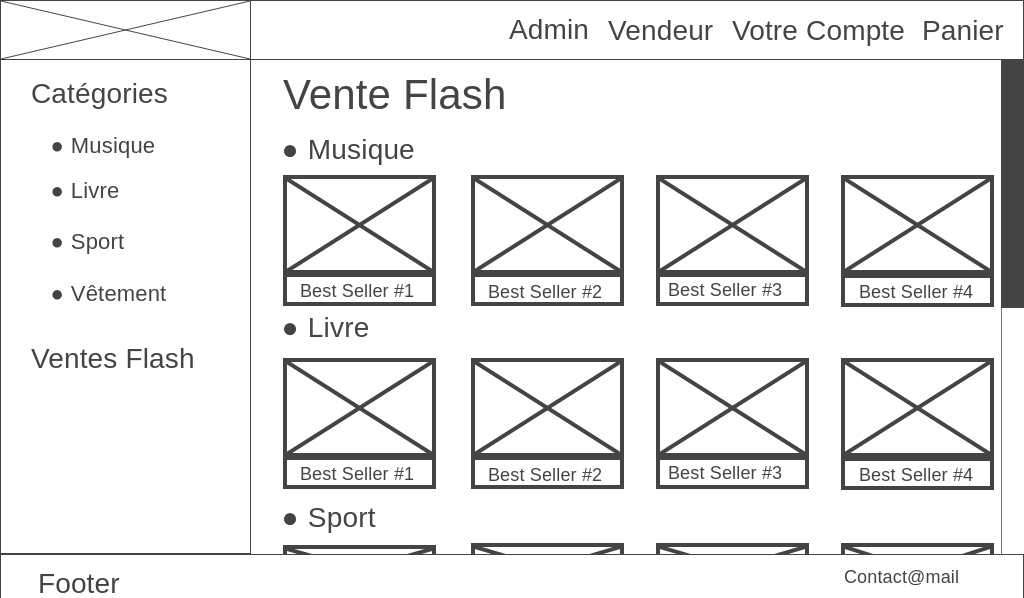 Admin Vendeur Votre Compte Panier
Catégories
● Musique
● Livre
● Sport
● Vêtement
Ventes Flash
Vente Flash
● Musique
Best Seller #1 Best Seller #2 Best Seller #3 Best Seller #4
● Livre
Best Seller #1 Best Seller #2 Best Seller #3 Best Seller #4
● Sport
Footer
Contact@mail